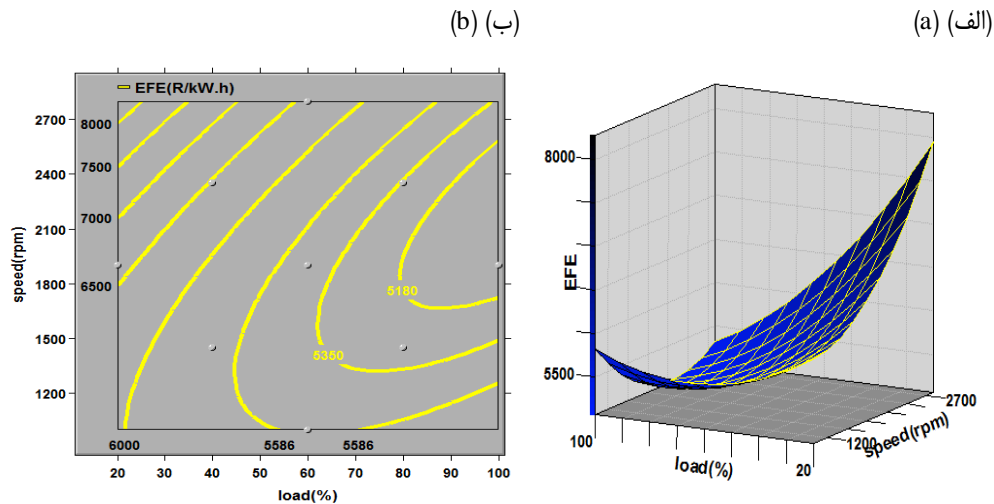 (ب) (b)
(الف) (a)
EFE(R/kW.h)
2700
2400
2100
1800
1500
1200
speed(rpm)
8000
7500
7000
6500
5180
5350
6000 5586 5586
20 30 40 50 60 70 80 90 100
load(%)
8000
EFE
5500
100
load(%)
20
1200
speed(rpm)
2700